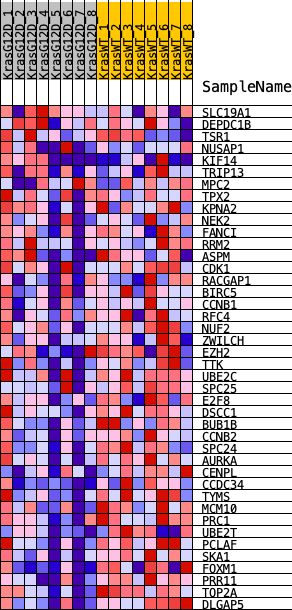 KrasG12D_1
KrasG12D_2
KrasG12D_3
KrasG12D_4
KrasG12D_5
KrasG12D_6
KrasG12D_7
KrasG12D_8
KrasWT_1
KrasWT_2
KrasWT_3
KrasWT_4
KrasWT_5
KrasWT_6
KrasWT_7
KrasWT_8
SampleName
SLC19A1
DEPDC1B
TSR1
NUSAP1
KIF14
TRIP13
MPC2
TPX2
KPNA2
NEK2
FANCI
RRM2
ASPM
CDK1
RACGAP1
BIRC5
CCNB1
RFC4
NUF2
ZWILCH
EZH2
TTK
UBE2C
SPC25
E2F8
DSCC1
BUB1B
CCNB2
SPC24
AURKA
CENPL
CCDC34
TYMS
MCM10
PRC1
UBE2T
PCLAF
SKA1
FOXM1
PRR11
TOP2A
DLGAP5